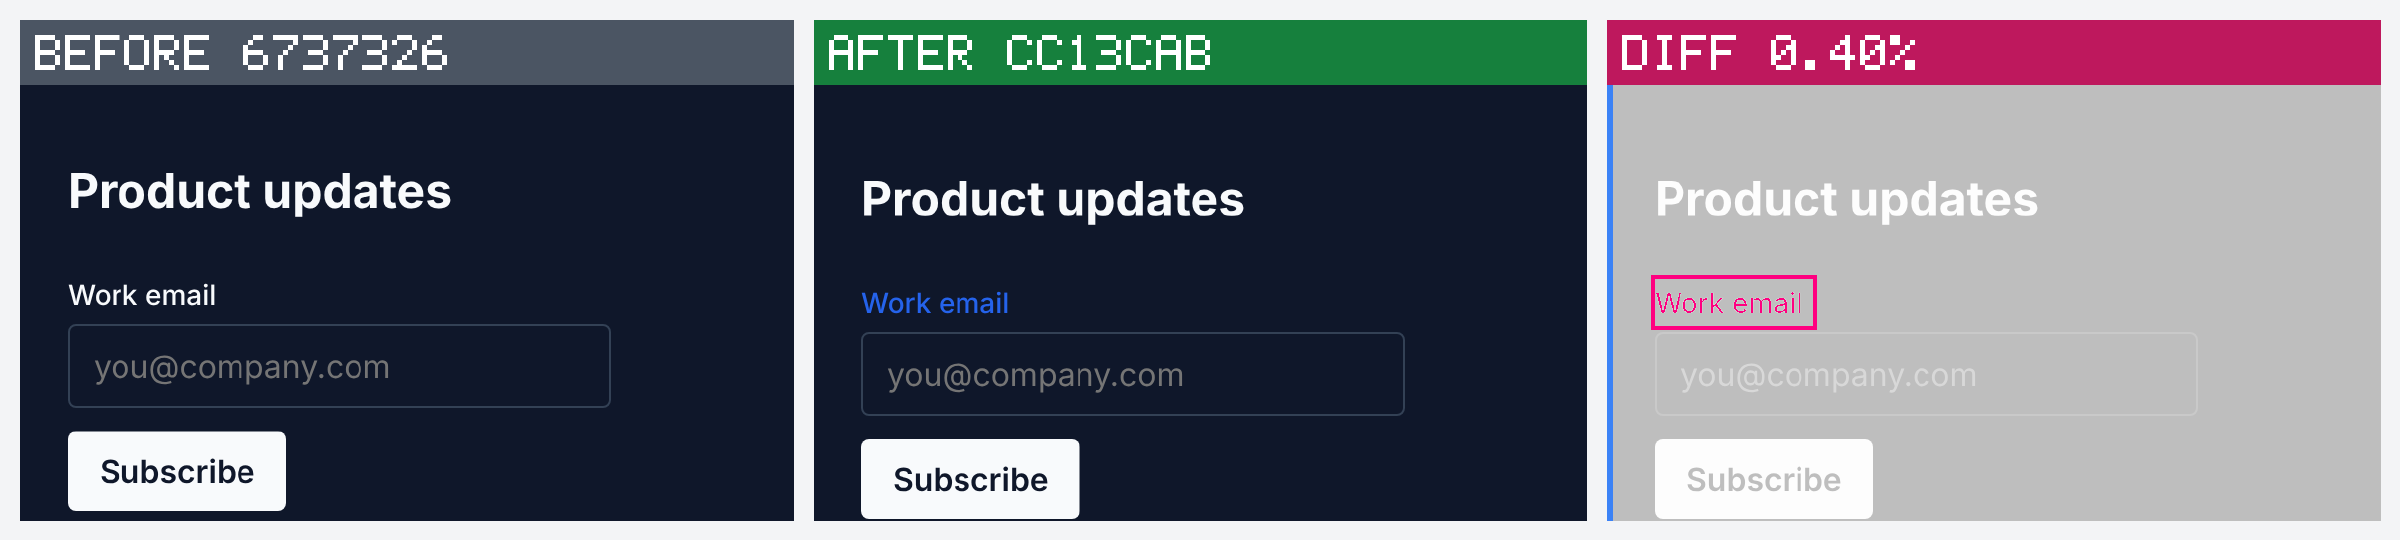 BEFORE 6737326
Product updates
Work email
you@company.com
Subscribe
AFTER CC13CAB
Product updates
Work email
you@company.com
Subscribe
DIFF 0.40%
Product updates
Work email
you@company.com
Subscribe